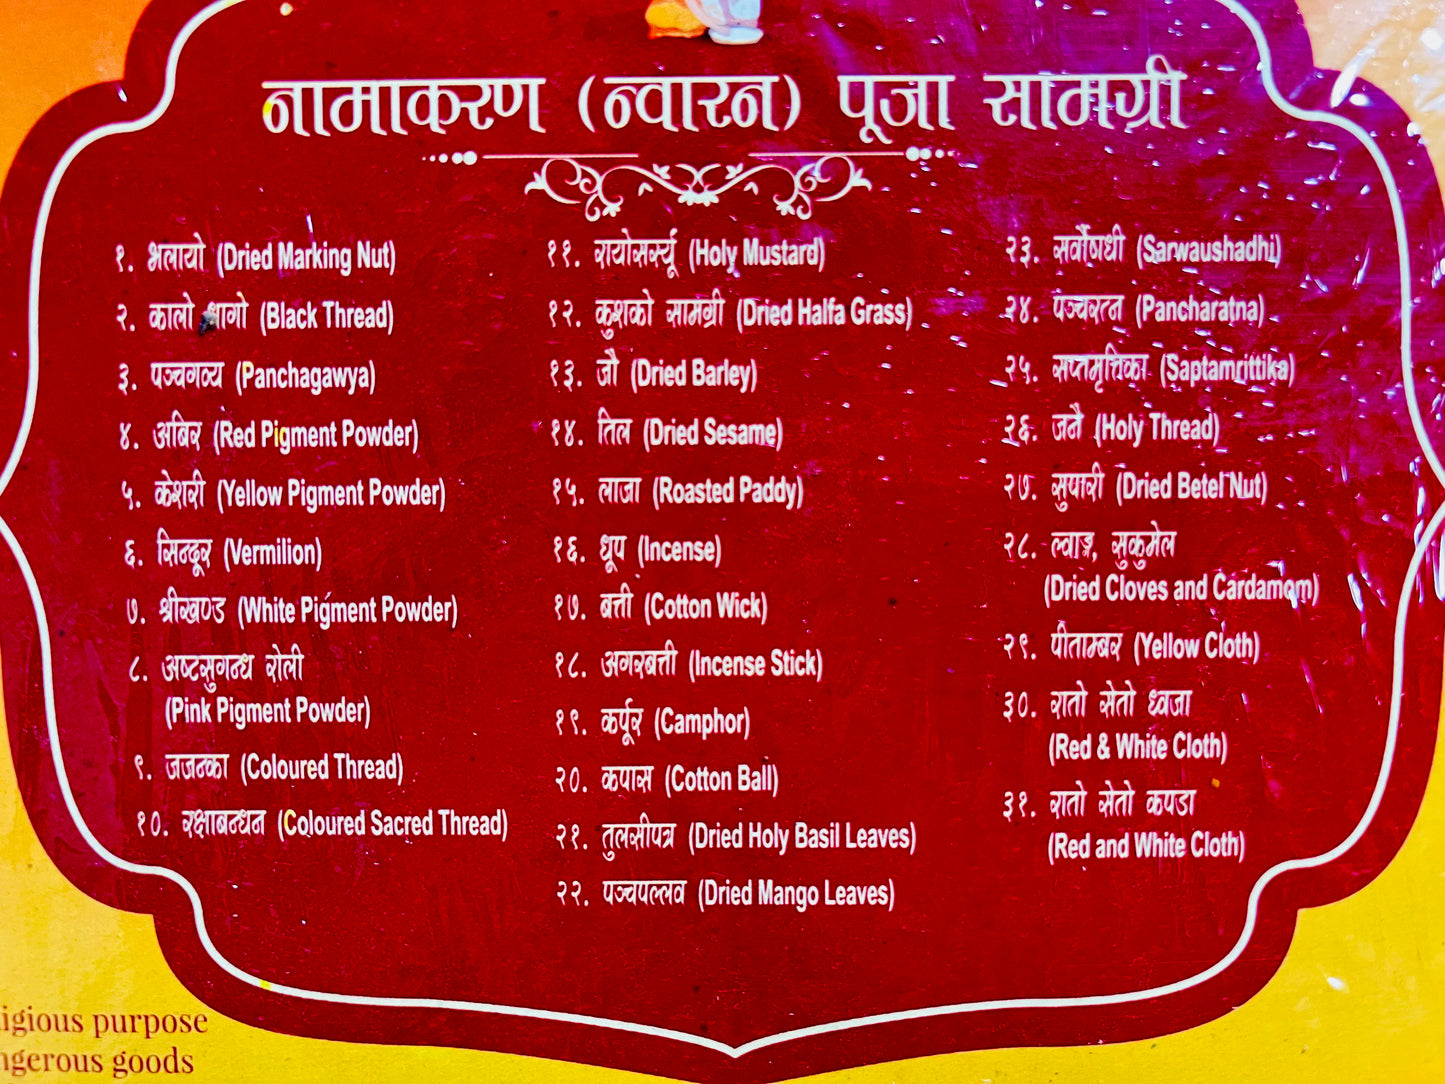 नामाकरण (न्वारन) पूजा सामग्री
१. भलायो (Dried Marking Nut)
२. कालो धागो (Black Thread)
३. पञ्चगव्य (Panchagawya)
४. अबिर (Red Pigment Powder)
५. केशरी (Yellow Pigment Powder)
६. सिन्दूर (Vermilion)
७. श्रीखण्ड (White Pigment Powder)
८. अष्टसुगन्ध रोली
(Pink Pigment Powder)
९. जजन्का (Coloured Thread)
१०. रक्षाबन्धन (Coloured Sacred Thread)
११. रायोसर्स्यूँ (Holy Mustard)
१२. कुशको सामग्री (Dried Halfa Grass)
१३. जौ (Dried Barley)
१४. तिल (Dried Sesame)
१५. लाजा (Roasted Paddy)
१६. धूप (Incense)
१७. बत्ती (Cotton Wick)
१८. अगरबत्ती (Incense Stick)
१९. कर्पूर (Camphor)
२०. कपास (Cotton Ball)
२१. तुलसीपत्र (Dried Holy Basil Leaves)
२२. पञ्चपल्लव (Dried Mango Leaves)
२३. सर्वोषधी (Sarwaushadhi)
२४. पञ्चरत्न (Pancharatna)
२५. सप्तमृत्तिका (Saptamrittika)
२६. जनै (Holy Thread)
२७. सुपारी (Dried Betel Nut)
२८. ल्वाङ्ग, सुकुमेल
(Dried Cloves and Cardamom)
२९. पीताम्बर (Yellow Cloth)
३०. रातो सेतो ध्वजा
(Red & White Cloth)
३१. रातो सेतो कपडा
(Red and White Cloth)
igious purpose
ngerous goods